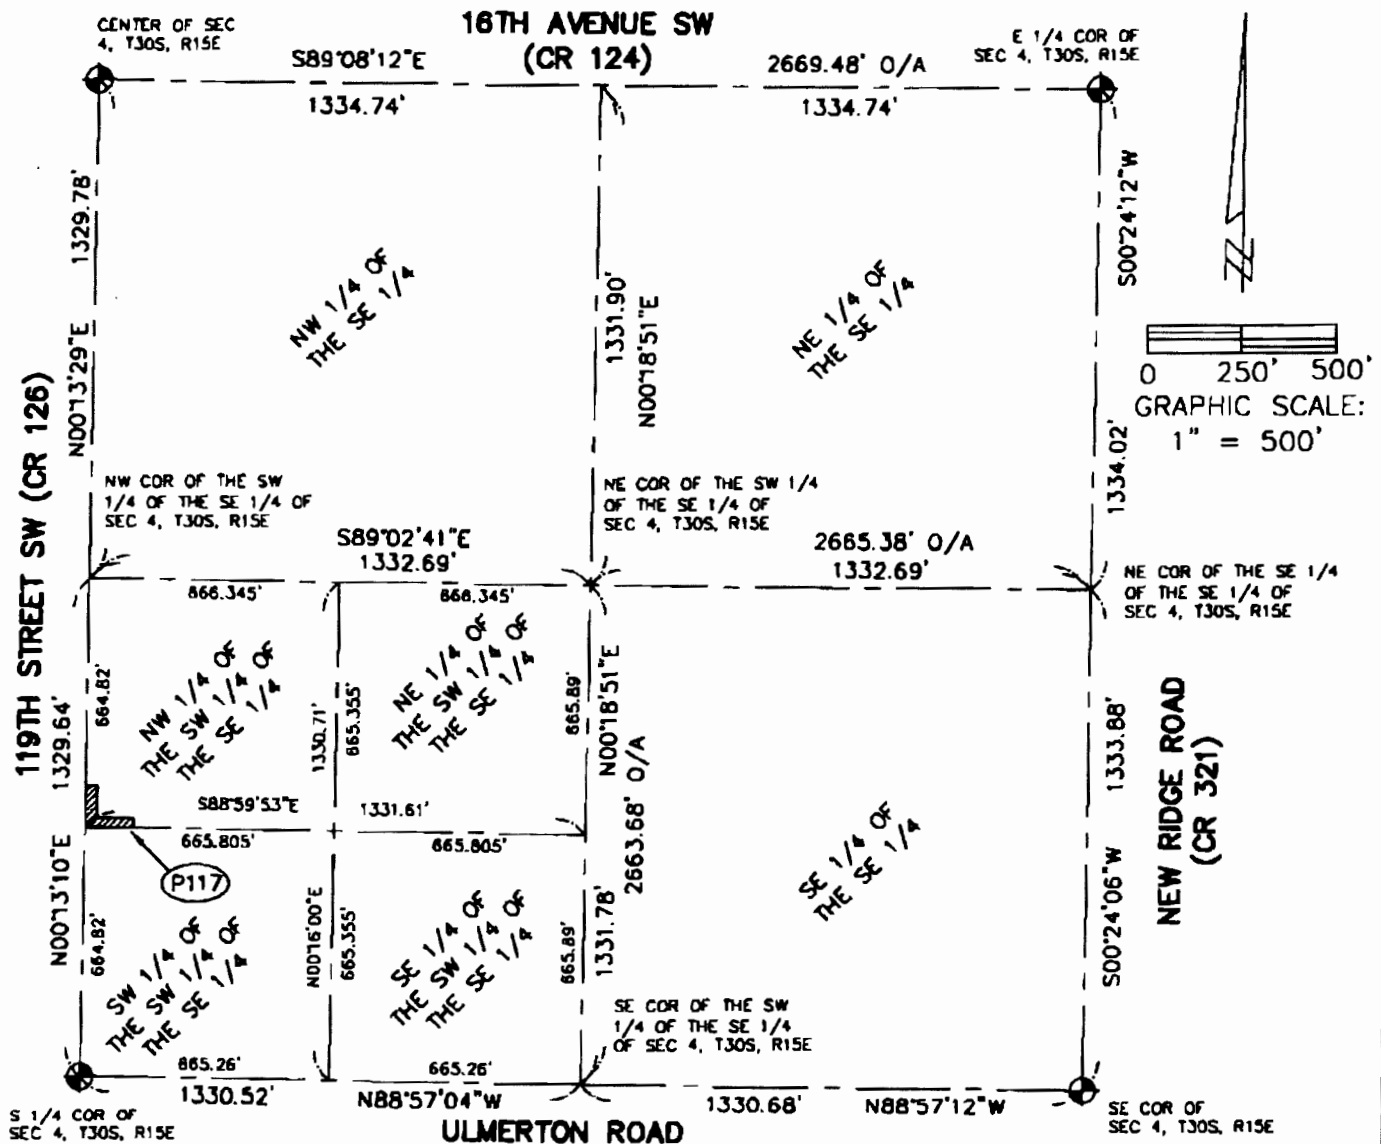 CENTER OF SEC
4, T30S, R15E
16TH AVENUE SW
(CR 124)
E 1/4 COR OF
SEC 4, T30S, R15E
S89°08'12"E
1334.74'
2669.48' O/A
1334.74'
1329.78'
N00°13'29"E
NW 1/4 OF
THE SE 1/4
1331.90'
N00°18'51"E
NE 1/4 OF
THE SE 1/4
S00°24'12"W
1334.02'
0 250' 500'
GRAPHIC SCALE:
1" = 500'
119TH STREET SW (CR 126)
NW COR OF THE SW
1/4 OF THE SE 1/4 OF
SEC 4, T30S, R15E
NE COR OF THE SW 1/4
OF THE SE 1/4 OF
SEC 4, T30S, R15E
S89°02'41"E
1332.69'
2665.38' O/A
1332.69'
666.345'
666.345'
NE COR OF THE SE 1/4
OF THE SE 1/4 OF
SEC 4, T30S, R15E
1329.64'
664.82'
NW 1/4 OF
THE SW 1/4 OF
THE SE 1/4
1330.71'
665.355'
NE 1/4 OF
THE SW 1/4 OF
THE SE 1/4
665.89'
N00°18'51"E
2663.68' O/A
1333.88'
NEW RIDGE ROAD
(CR 321)
S88°59'53"E
1331.61'
665.805'
665.805'
P117
N00°13'10"E
664.82'
SW 1/4 OF
THE SW 1/4 OF
THE SE 1/4
N00°16'00"E
665.355'
SE 1/4 OF
THE SW 1/4 OF
THE SE 1/4
665.89'
1331.78'
SE 1/4 OF
THE SE 1/4
S00°24'06"W
SE COR OF THE SW
1/4 OF THE SE 1/4
OF SEC 4, T30S, R15E
665.26'
665.26'
1330.52'
N88°57'04"W
1330.68'
N88°57'12"W
S 1/4 COR OF
SEC 4, T30S, R15E
ULMERTON ROAD
SE COR OF
SEC 4, T30S, R15E